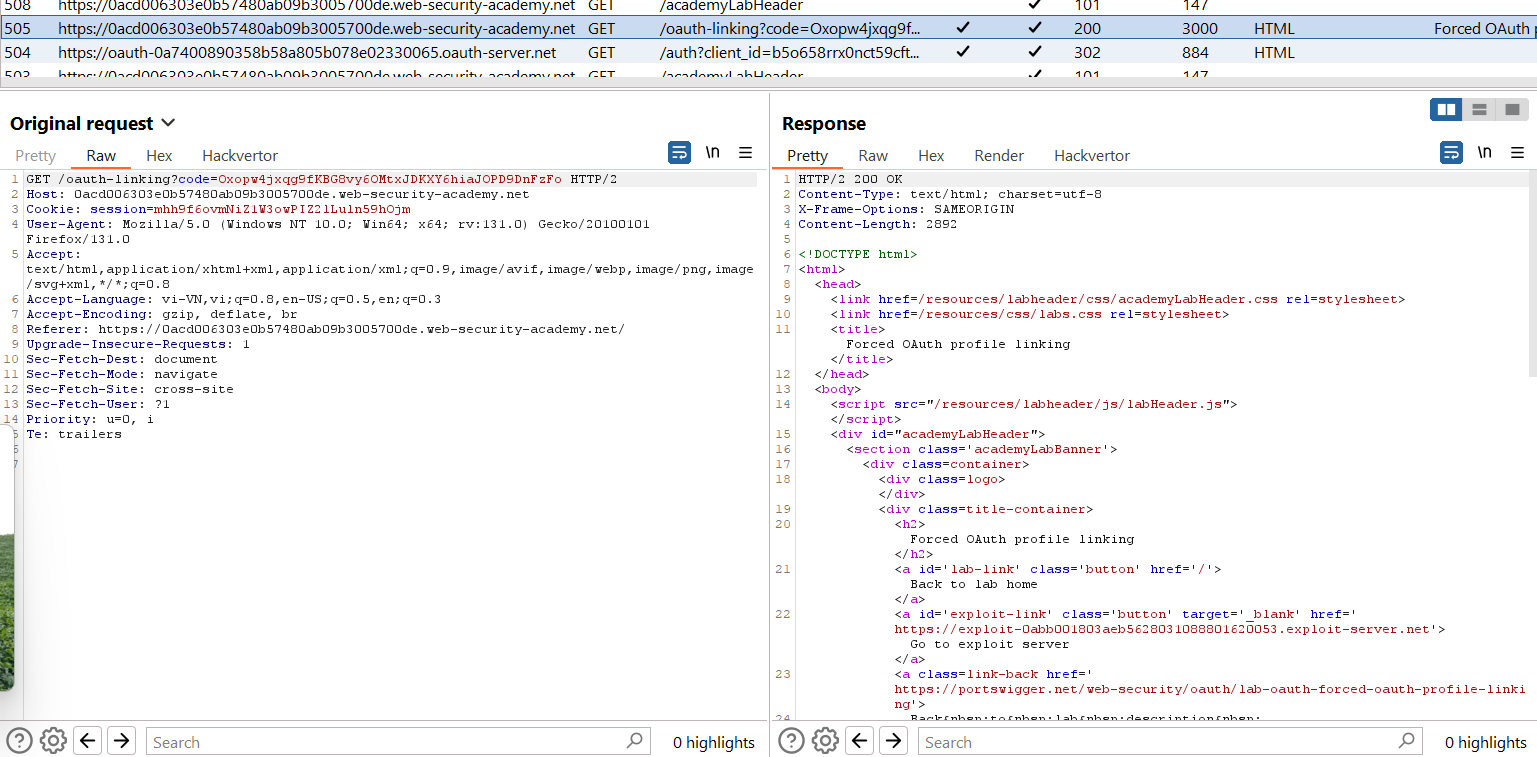 508 https://0acd006303e0b57480ab09b3005700de.web-security-academy.net GET /academyLabHeader ✓ 101 147
505 https://0acd006303e0b57480ab09b3005700de.web-security-academy.net GET /oauth-linking?code=Oxopw4jxqg9f... ✓ ✓ 200 3000 HTML Forced OAuth p
504 https://oauth-0a7400890358b58a805b078e02330065.oauth-server.net GET /auth?client_id=b5o658rrx0nct59cft... ✓ ✓ 302 884 HTML
503 https://0acd006303e0b57480ab09b3005700de.web-security-academy.net GET /academyLabHeader ✓ 101 147
Original request
Pretty Raw Hex Hackvertor \n
1 GET /oauth-linking?code=Oxopw4jxqg9fKBG8vy6OMtxJDKXY6hiaJOPD9DnFzFo HTTP/2
2 Host: 0acd006303e0b57480ab09b3005700de.web-security-academy.net
3 Cookie: session=mhh9f6ovmNiZ1W3owPIZ21Luln59hOjm
4 User-Agent: Mozilla/5.0 (Windows NT 10.0; Win64; x64; rv:131.0) Gecko/20100101
Firefox/131.0
5 Accept:
text/html,application/xhtml+xml,application/xml;q=0.9,image/avif,image/webp,image/png,image
/svg+xml,*/*;q=0.8
6 Accept-Language: vi-VN,vi;q=0.8,en-US;q=0.5,en;q=0.3
7 Accept-Encoding: gzip, deflate, br
8 Referer: https://0acd006303e0b57480ab09b3005700de.web-security-academy.net/
9 Upgrade-Insecure-Requests: 1
10 Sec-Fetch-Dest: document
11 Sec-Fetch-Mode: navigate
12 Sec-Fetch-Site: cross-site
13 Sec-Fetch-User: ?1
14 Priority: u=0, i
Te: trailers
Search 0 highlights
Response
Pretty Raw Hex Render Hackvertor \n
1 HTTP/2 200 OK
2 Content-Type: text/html; charset=utf-8
3 X-Frame-Options: SAMEORIGIN
4 Content-Length: 2892
5
6 <!DOCTYPE html>
7 <html>
8 <head>
9 <link href=/resources/labheader/css/academyLabHeader.css rel=stylesheet>
10 <link href=/resources/css/labs.css rel=stylesheet>
11 <title>
Forced OAuth profile linking
</title>
12 </head>
13 <body>
14 <script src="/resources/labheader/js/labHeader.js">
</script>
15 <div id="academyLabHeader">
16 <section class='academyLabBanner'>
17 <div class=container>
18 <div class=logo>
</div>
19 <div class=title-container>
20 <h2>
Forced OAuth profile linking
</h2>
21 <a id='lab-link' class='button' href='/'>
Back to lab home
</a>
22 <a id='exploit-link' class='button' target='_blank' href='
https://exploit-0abb001803aeb5628031088801620053.exploit-server.net'>
Go to exploit server
</a>
23 <a class=link-back href='
https://portswigger.net/web-security/oauth/lab-oauth-forced-oauth-profile-linki
ng'>
24 Back&nbsp;to&nbsp;lab&nbsp;description&nbsp;
Search 0 highlights